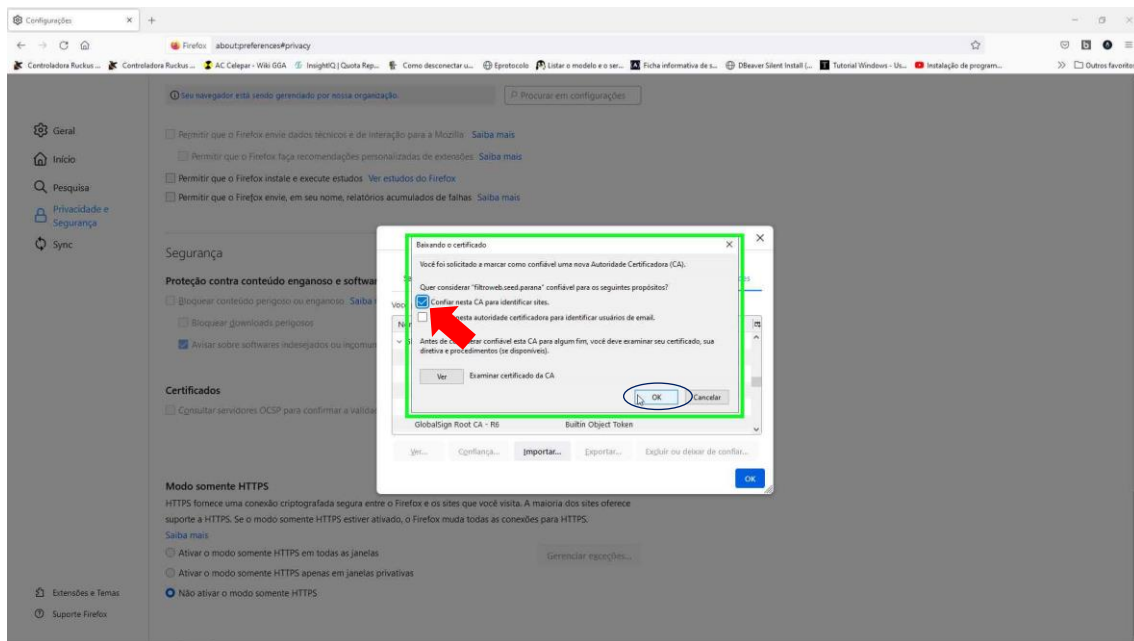 Configurações
Firefox about:preferences#privacy
Controladora Ruckus ... Controladora Ruckus ... AC Celepar - Wiki GGA InsightIQ | Quota Rep... Como desconectar u... Eprotocolo Listar o modelo e o ser... Ficha informativa de s... DBeaver Silent Install (... Tutorial Windows - Us... Instalação de program... Outros favoritos
Seu navegador está sendo gerenciado por nossa organização.
Procurar em configurações
Geral
Início
Pesquisa
Privacidade e
Segurança
Sync
Permitir que o Firefox envie dados técnicos e de interação para a Mozilla Saiba mais
Permitir que o Firefox faça recomendações personalizadas de extensões Saiba mais
Permitir que o Firefox instale e execute estudos Ver estudos do Firefox
Permitir que o Firefox envie, em seu nome, relatórios acumulados de falhas Saiba mais
Segurança
Proteção contra conteúdo enganoso e softwar
Bloquear conteúdo perigoso ou enganoso Saiba
Bloquear downloads perigosos
Avisar sobre softwares indesejados ou incomun
Certificados
Consultar servidores OCSP para confirmar a validad
Baixando o certificado
Você foi solicitado a marcar como confiável uma nova Autoridade Certificadora (CA).
Quer considerar "filtroweb.seed.parana" confiável para os seguintes propósitos?
Confiar nesta CA para identificar sites.
nesta autoridade certificadora para identificar usuários de email.
Antes de considerar confiável esta CA para algum fim, você deve examinar seu certificado, sua
diretiva e procedimentos (se disponíveis).
Ver Examinar certificado da CA
OK Cancelar
GlobalSign Root CA - R6 Builtin Object Token
Ver... Confiança... Importar... Exportar... Excluir ou deixar de confiar...
OK
Modo somente HTTPS
HTTPS fornece uma conexão criptografada segura entre o Firefox e os sites que você visita. A maioria dos sites oferece
suporte a HTTPS. Se o modo somente HTTPS estiver ativado, o Firefox muda todas as conexões para HTTPS.
Saiba mais
Ativar o modo somente HTTPS em todas as janelas
Gerenciar exceções...
Ativar o modo somente HTTPS apenas em janelas privativas
Não ativar o modo somente HTTPS
Extensões e Temas
Suporte Firefox